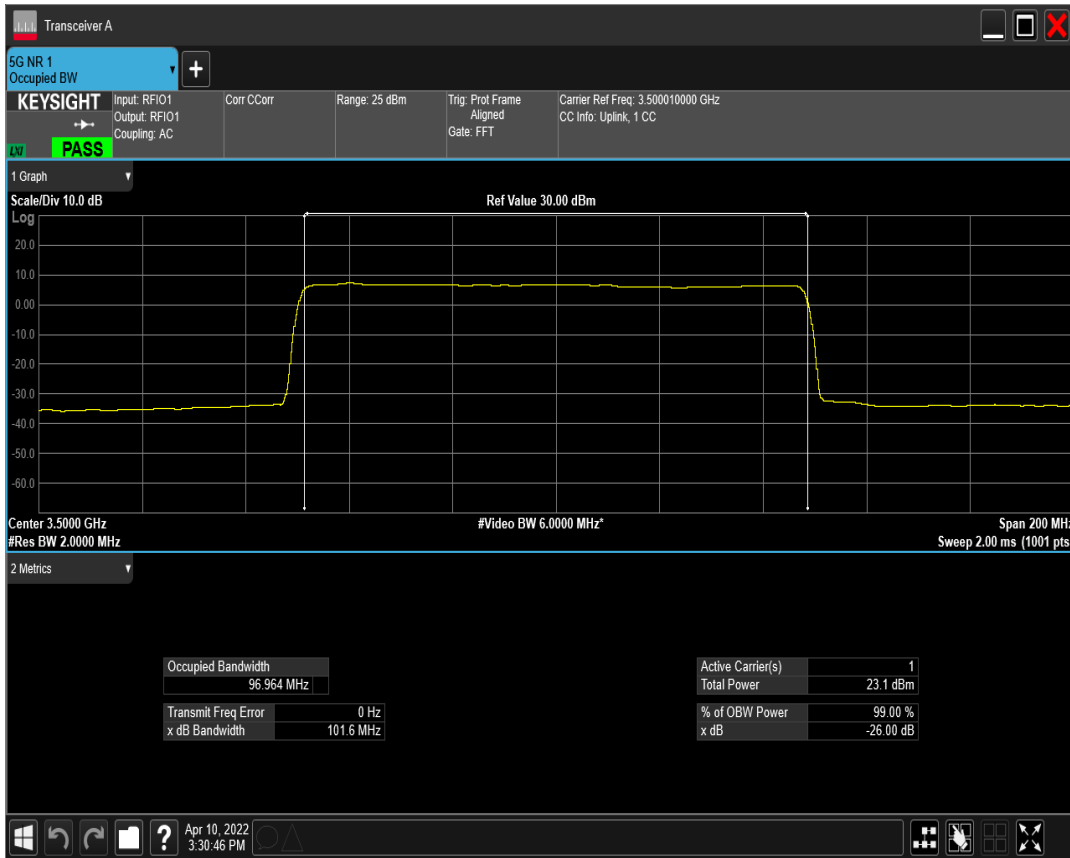 Transceiver A
5G NR 1
Occupied BW
KEYSIGHT
LXI
PASS
Input: RFIO1
Output: RFIO1
Coupling: AC
Corr CCorr
Range: 25 dBm
Trig: Prot Frame
Aligned
Gate: FFT
Carrier Ref Freq: 3.500010000 GHz
CC Info: Uplink, 1 CC
1 Graph
Scale/Div 10.0 dB
Ref Value 30.00 dBm
Log
20.0
10.0
0.00
-10.0
-20.0
-30.0
-40.0
-50.0
-60.0
Center 3.5000 GHz
#Video BW 6.0000 MHz*
Span 200 MHz
#Res BW 2.0000 MHz
Sweep 2.00 ms (1001 pts
2 Metrics
Occupied Bandwidth
96.964 MHz
Transmit Freq Error 0 Hz
x dB Bandwidth 101.6 MHz
Active Carrier(s) 1
Total Power 23.1 dBm
% of OBW Power 99.00 %
x dB -26.00 dB
?
Apr 10, 2022
3:30:46 PM